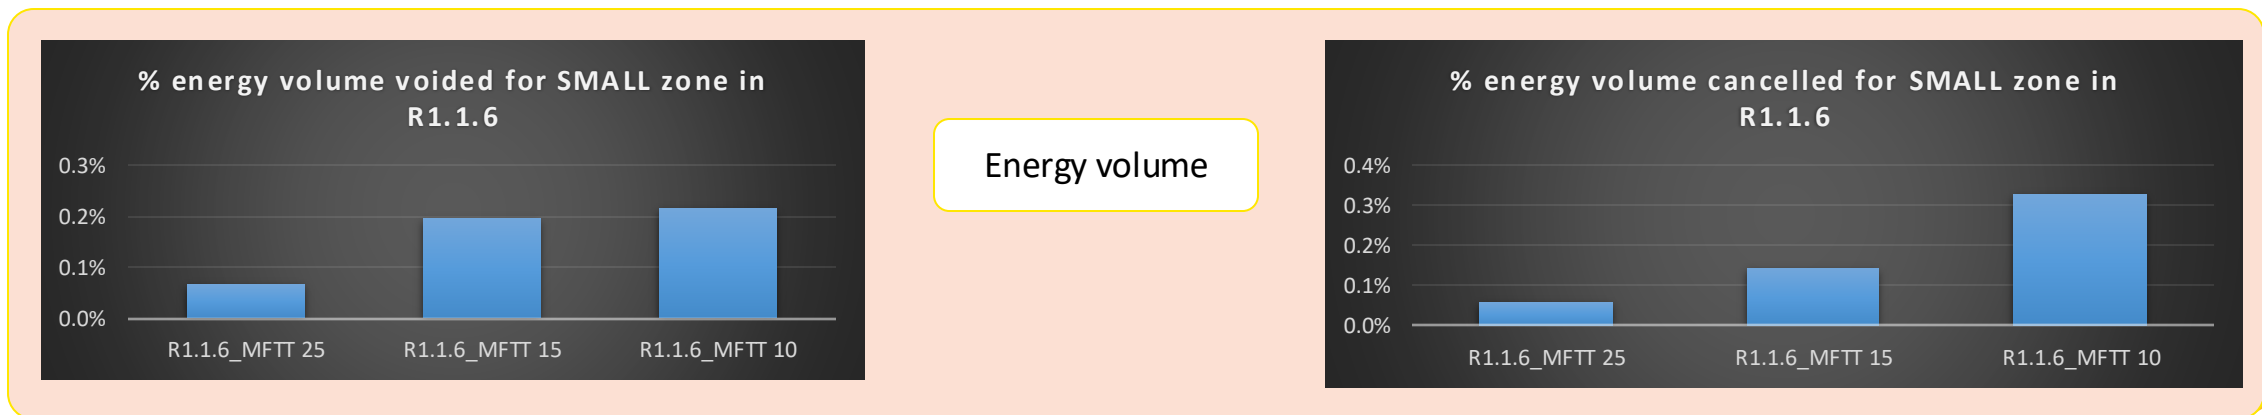 % energy volume voided for SMALL zone in
R1.1.6
0.3%
0.2%
0.1%
0.0%
R1.1.6_MFTT 25 R1.1.6_MFTT 15 R1.1.6_MFTT 10
Energy volume
% energy volume cancelled for SMALL zone in
R1.1.6
0.4%
0.3%
0.2%
0.1%
0.0%
R1.1.6_MFTT 25 R1.1.6_MFTT 15 R1.1.6_MFTT 10